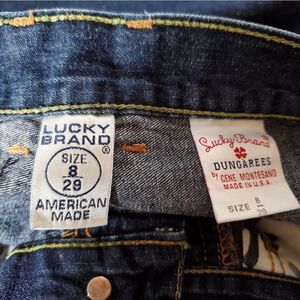 LUCKY
BRAND
SIZE
8
29
AMERICAN
MADE
Lucky Brand
DUNGAREES
by GENE MONTESANO
MADE IN U.S.A.
SIZE 8
29